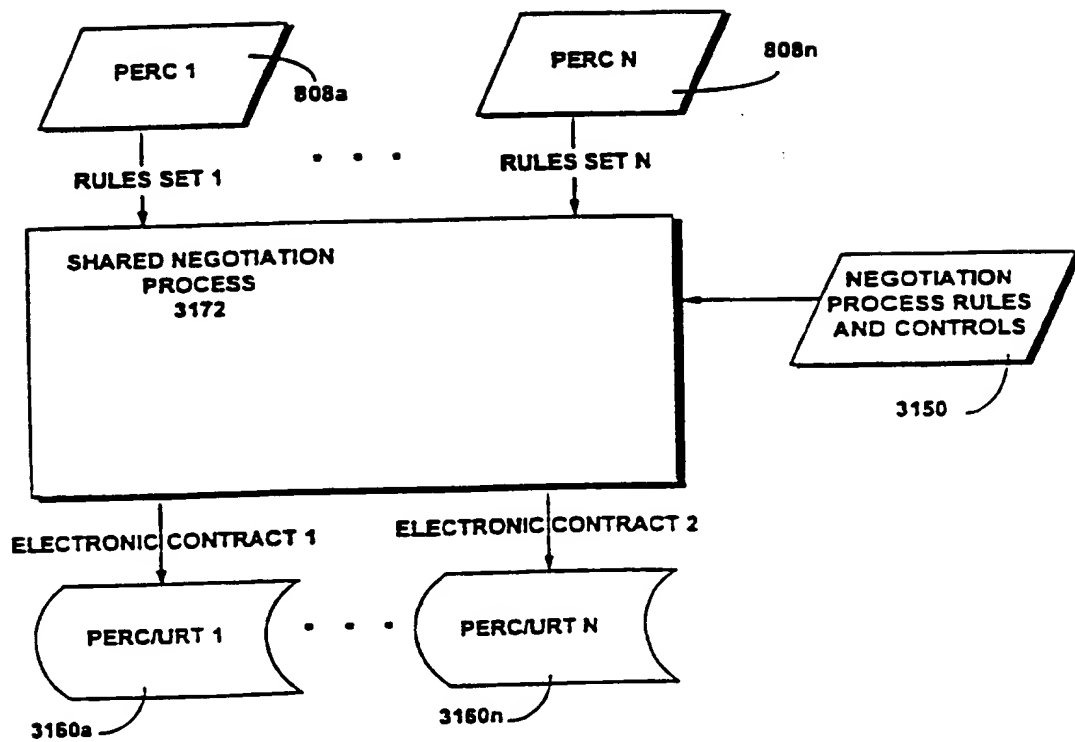 PERC 1
808a
PERC N
808n
RULES SET 1
RULES SET N
SHARED NEGOTIATION
PROCESS
3172
NEGOTIATION
PROCESS RULES
AND CONTROLS
3150
ELECTRONIC CONTRACT 1
ELECTRONIC CONTRACT 2
PERC/URT 1
PERC/URT N
3160a
3160n